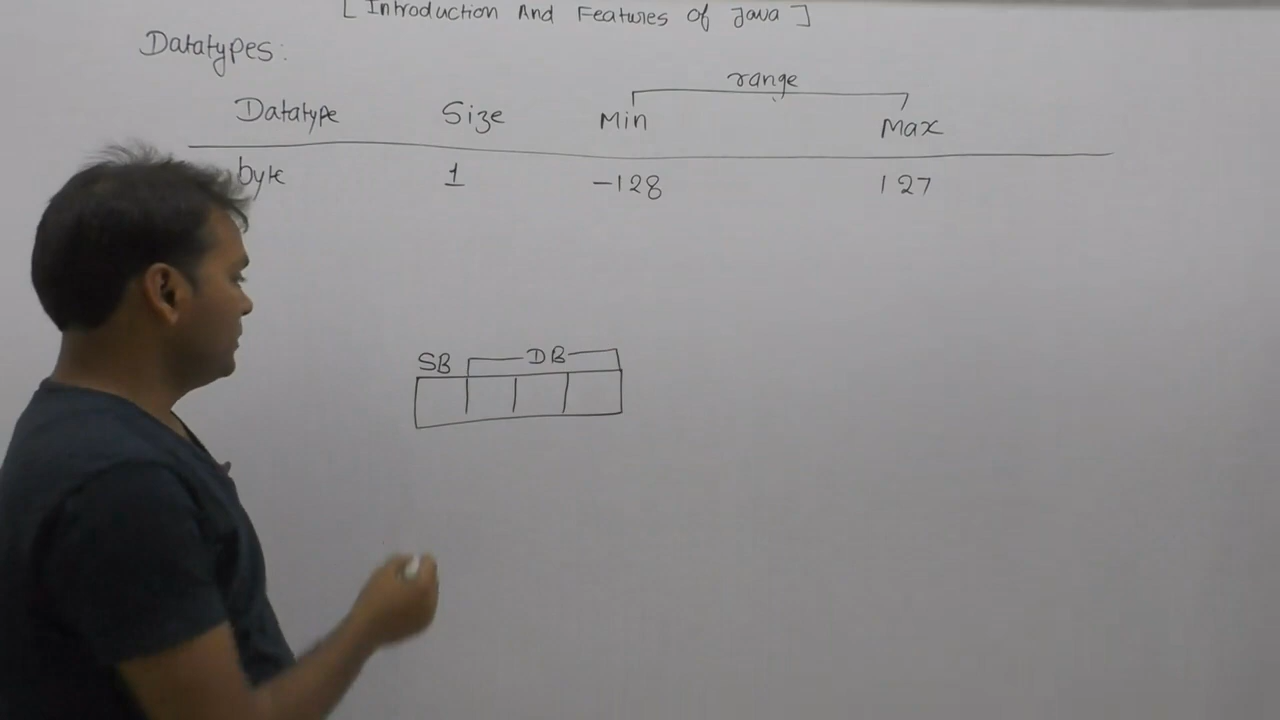 [ Introduction And Features of Java ]
Datatypes:
range
Datatype Size Min Max
byte 1 -128 127
SB DB